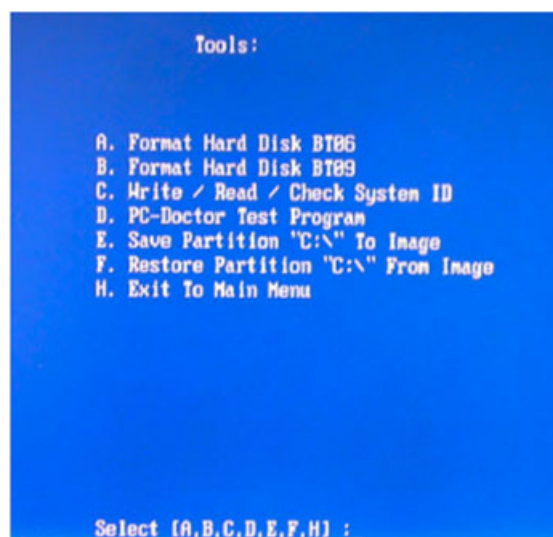 Tools:
A. Format Hard Disk BT06
B. Format Hard Disk BT09
C. Write / Read / Check System ID
D. PC-Doctor Test Program
E. Save Partition "C:\" To Image
F. Restore Partition "C:\" From Image
H. Exit To Main Menu
Select [A,B,C,D,E,F,H] :